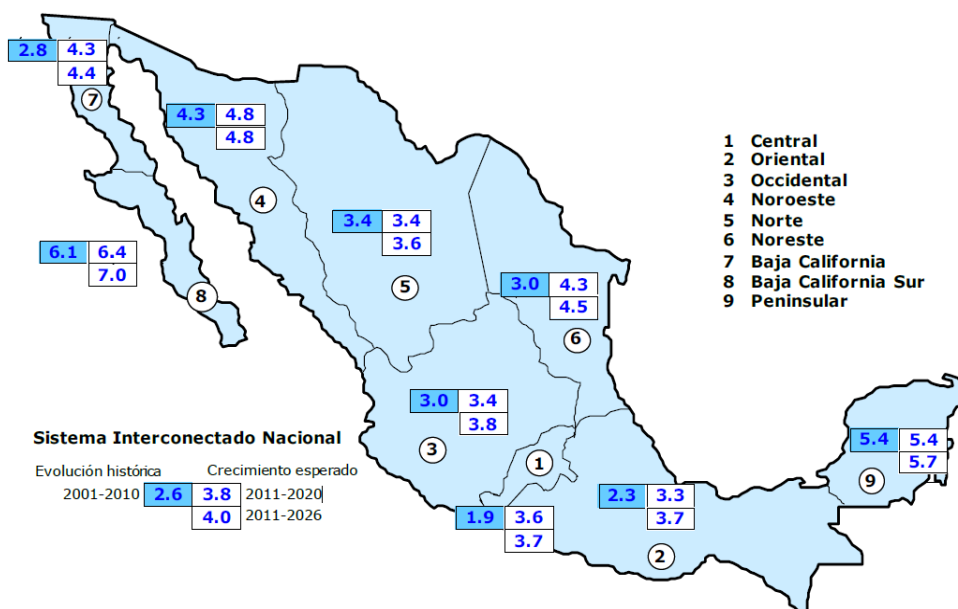 2.8 4.3
4.4
7
4.3 4.8
4.8
4
1 Central
2 Oriental
3 Occidental
4 Noroeste
5 Norte
6 Noreste
7 Baja California
8 Baja California Sur
9 Peninsular
3.4 3.4
3.6
5
6.1 6.4
7.0
8
3.0 4.3
4.5
6
3.0 3.4
3.8
3
Sistema Interconectado Nacional
Evolución histórica Crecimiento esperado
2001-2010 2.6 3.8 2011-2020
4.0 2011-2026
1
1.9 3.6
3.7
2.3 3.3
3.7
2
5.4 5.4
5.7
9